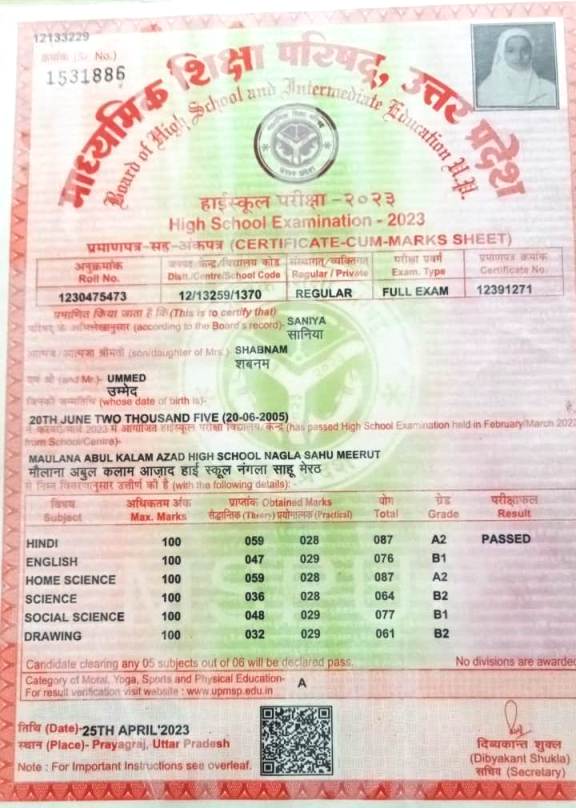 12133229
क्रमांक (Sr. No.)
1531886
माध्यमिक शिक्षा परिषद्, उत्तर प्रदेश
Board of High School and Intermediate Education U.P.
हाईस्कूल परीक्षा -२०२३
High School Examination - 2023
प्रमाणपत्र-सह-अंकपत्र (CERTIFICATE-CUM-MARKS SHEET)
अनुक्रमांक जनपद केन्द्र/विद्यालय कोड संस्थागत/व्यक्तिगत परीक्षा प्रवर्ग प्रमाणपत्र क्रमांक
Roll No. Distt./Centre/School Code Regular / Private Exam. Type Certificate No.
1230475473 12/13259/1370 REGULAR FULL EXAM 12391271
प्रमाणित किया जाता है कि (This is to certify that)
परिषद् के अभिलेखानुसार (according to the Board's record)- SANIYA
सानिया
आत्मज/आत्मजा श्रीमती (son/daughter of Mrs.) SHABNAM
शबनम
एवं श्री (and Mr.)- UMMED
उम्मेद
जिनकी जन्मतिथि (whose date of birth is)-
20TH JUNE TWO THOUSAND FIVE (20-06-2005) है,
ने फरवरी/मार्च 2023 में आयोजित हाईस्कूल परीक्षा विद्यालय/केन्द्र (has passed High School Examination held in February/March 2023
from School/Centre)-
MAULANA ABUL KALAM AZAD HIGH SCHOOL NAGLA SAHU MEERUT
मौलाना अबुल कलाम आज़ाद हाई स्कूल नंगला साहू मेरठ
से निम्न विवरणानुसार उत्तीर्ण की है (with the following details):
विषय अधिकतम अंक प्राप्तांक Obtained Marks योग ग्रेड परीक्षाफल
Subject Max. Marks सैद्धान्तिक (Theory) प्रयोगात्मक (Practical) Total Grade Result
HINDI 100 059 028 087 A2 PASSED
ENGLISH 100 047 029 076 B1
HOME SCIENCE 100 059 028 087 A2
SCIENCE 100 036 028 064 B2
SOCIAL SCIENCE 100 048 029 077 B1
DRAWING 100 032 029 061 B2
Candidate clearing any 05 subjects out of 06 will be declared pass. No divisions are awarded
Category of Moral, Yoga, Sports and Physical Education- A
For result verification visit website : www.upmsp.edu.in
तिथि (Date)-25TH APRIL'2023
स्थान (Place)- Prayagraj, Uttar Pradesh
Note : For Important Instructions see overleaf.
दिब्यकान्त शुक्ल
(Dibyakant Shukla)
सचिव (Secretary)